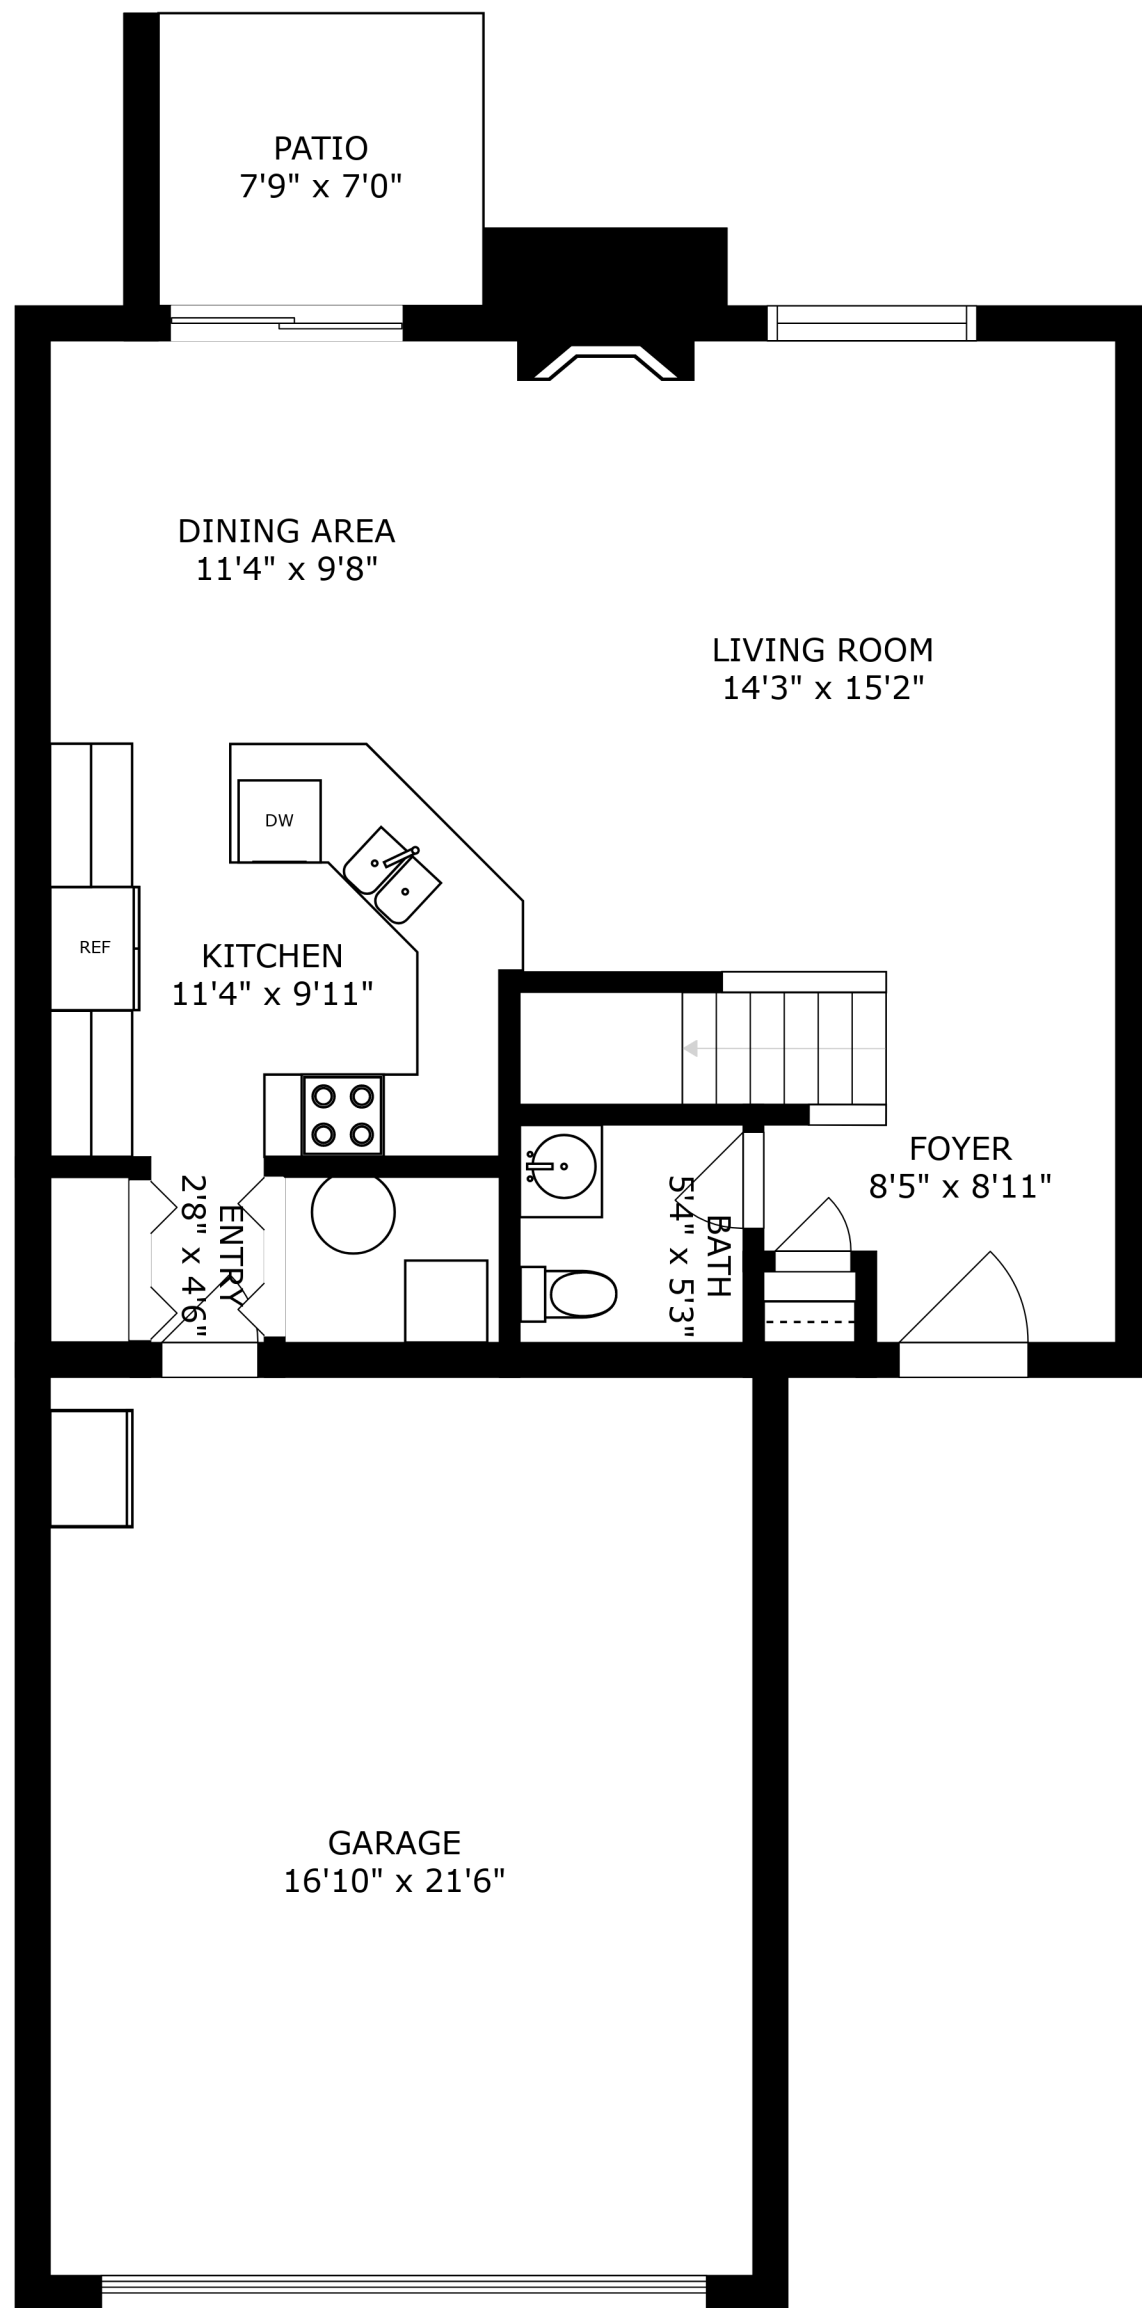 PATIO
7'9" x 7'0"
DINING AREA
11'4" x 9'8"
LIVING ROOM
14'3" x 15'2"
DW
REF
KITCHEN
11'4" x 9'11"
FOYER
8'5" x 8'11"
ENTRY
2'8" x 4'6"
BATH
5'4" x 5'3"
GARAGE
16'10" x 21'6"